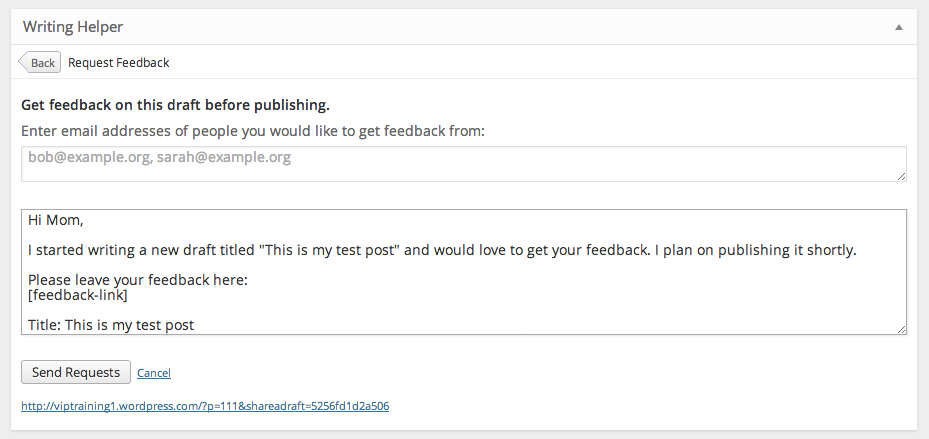 Writing Helper
Back Request Feedback
Get feedback on this draft before publishing.
Enter email addresses of people you would like to get feedback from:
bob@example.org, sarah@example.org
Hi Mom,
I started writing a new draft titled "This is my test post" and would love to get your feedback. I plan on publishing it shortly.
Please leave your feedback here:
[feedback-link]
Title: This is my test post
Send Requests Cancel
http://viptraining1.wordpress.com/?p=111&shareadraft=5256fd1d2a506